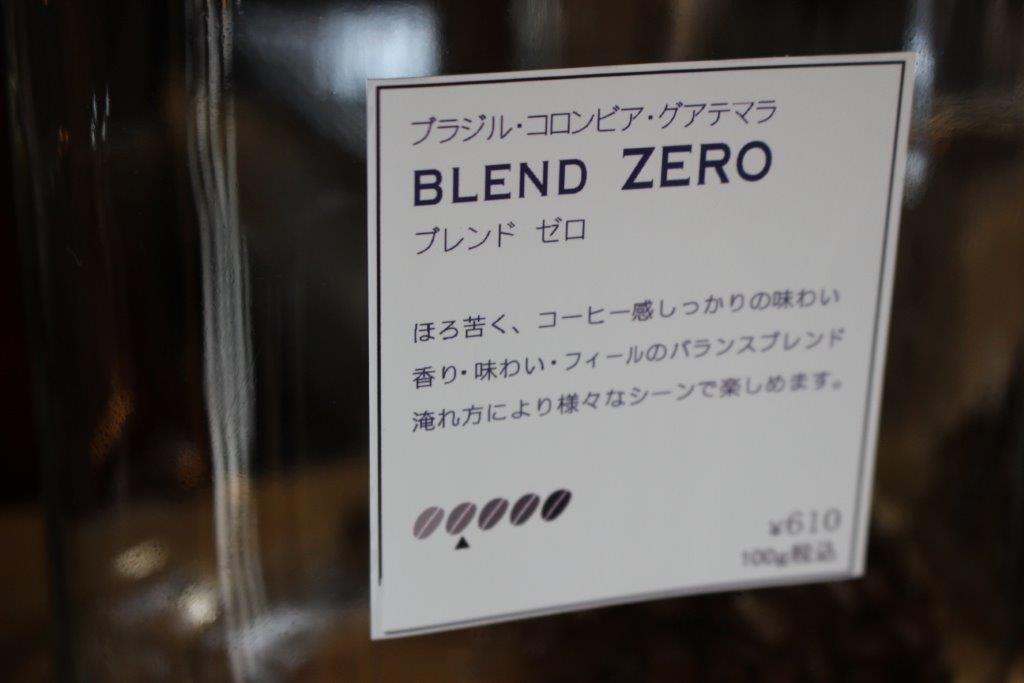 ブラジル・コロンビア・グアテマラ
BLEND ZERO
ブレンド ゼロ
ほろ苦く、コーヒー感しっかりの味わい
香り・味わい・フィールのバランスブレンド
淹れ方により様々なシーンで楽しめます。
¥610
100g税込